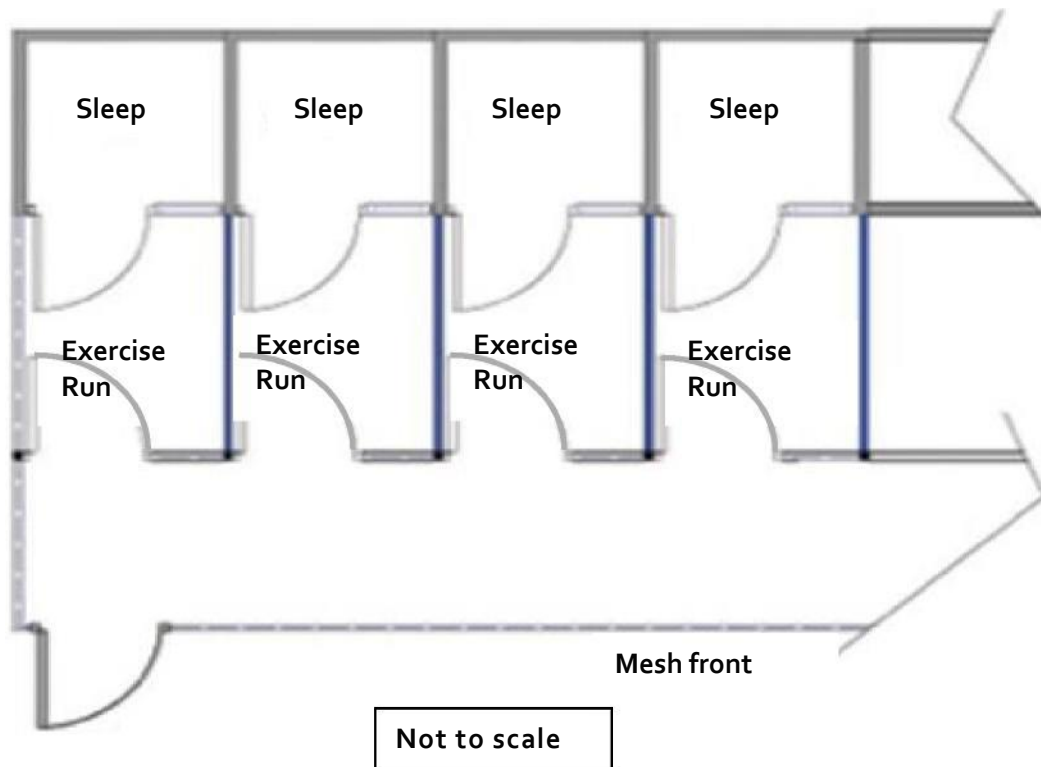 Sleep
Sleep
Sleep
Sleep
Exercise
Run
Exercise
Run
Exercise
Run
Exercise
Run
Mesh front
Not to scale